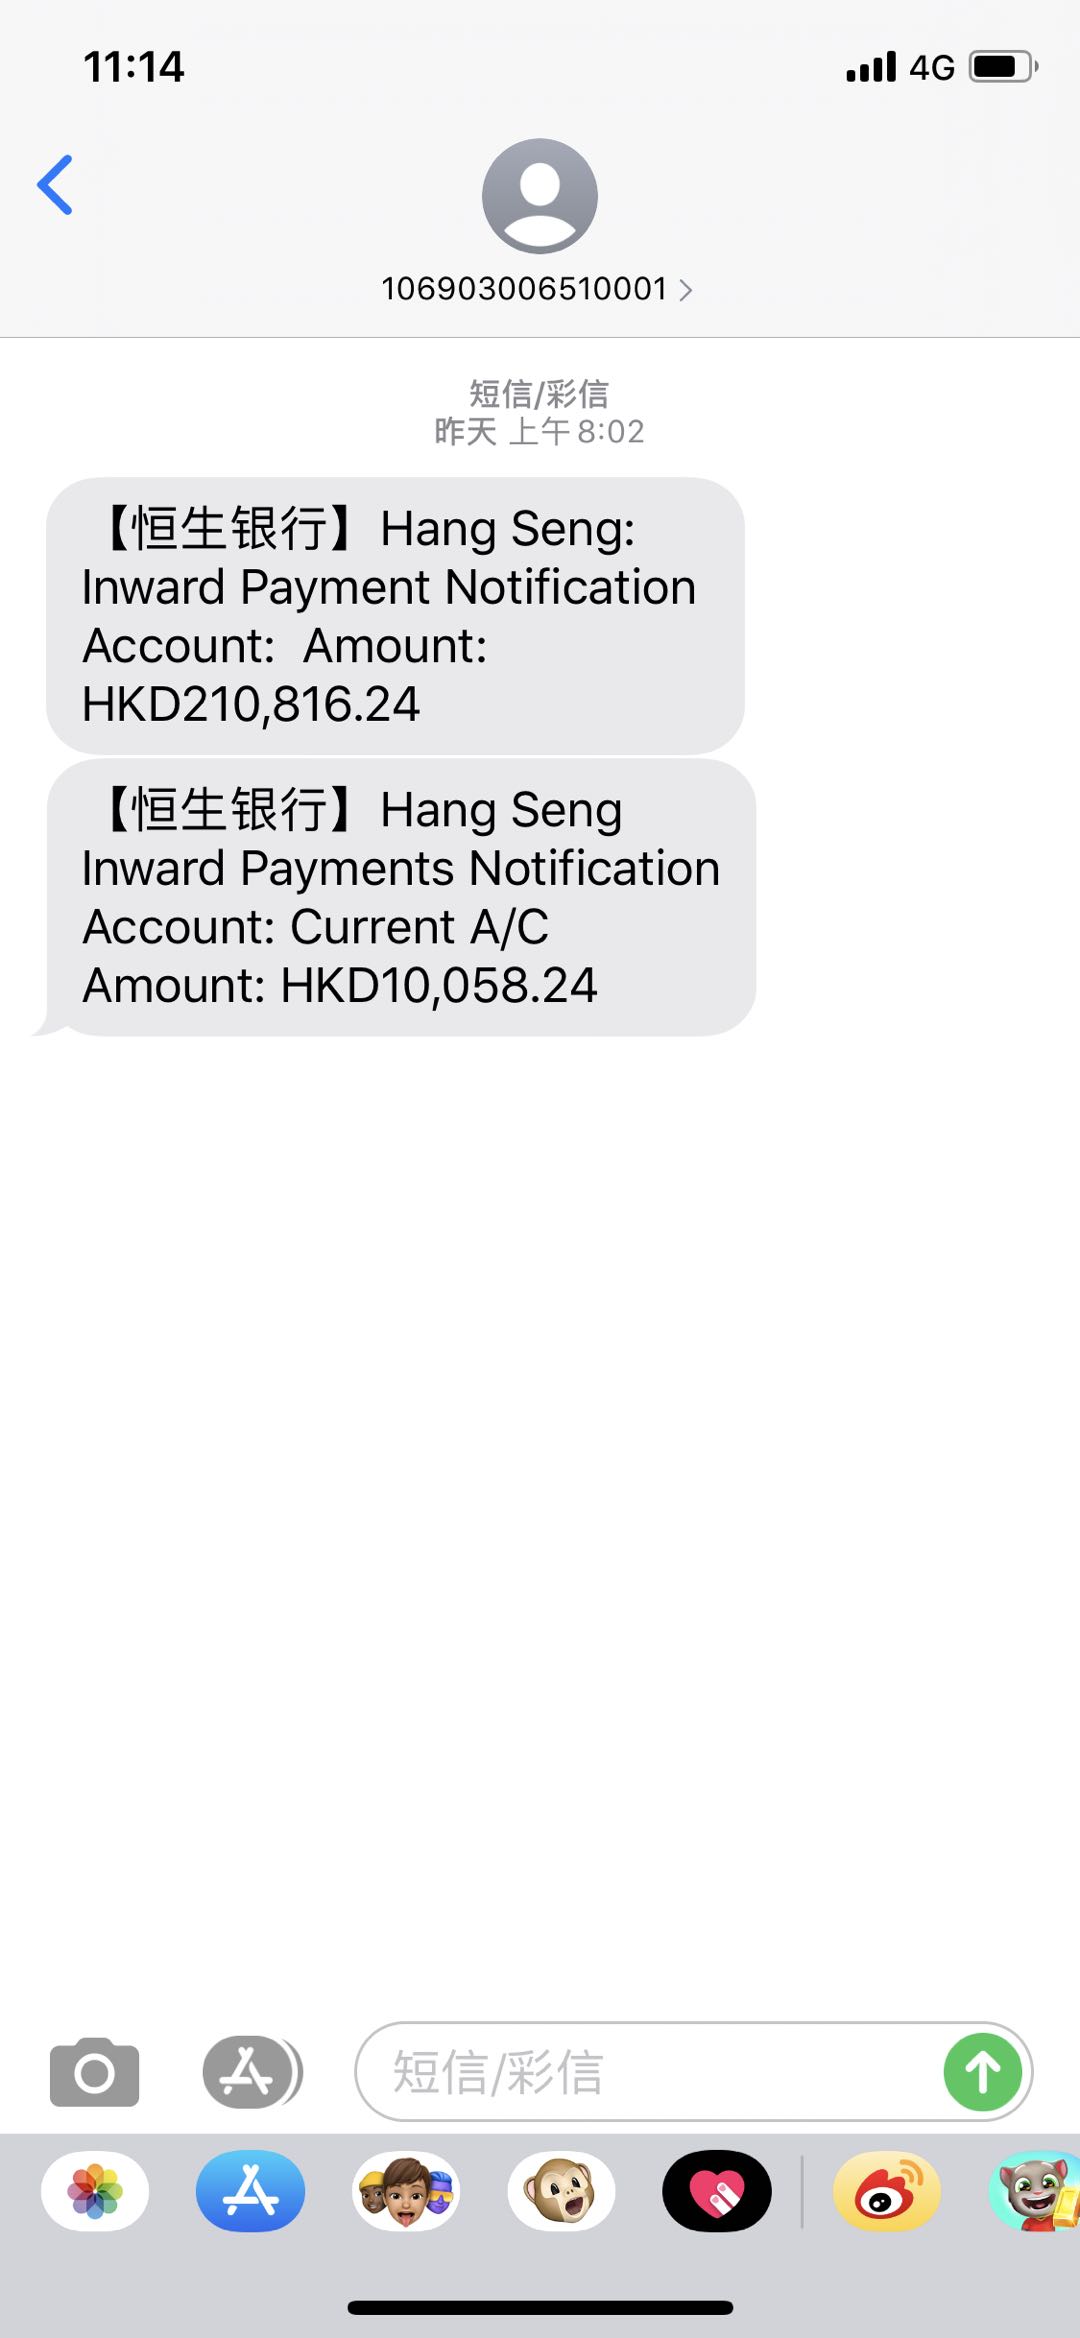 11:14
4G
106903006510001
短信/彩信
昨天 上午8:02
【恒生银行】Hang Seng:
Inward Payment Notification
Account:  Amount:
HKD210,816.24
【恒生银行】Hang Seng
Inward Payments Notification
Account: Current A/C
Amount: HKD10,058.24
短信/彩信